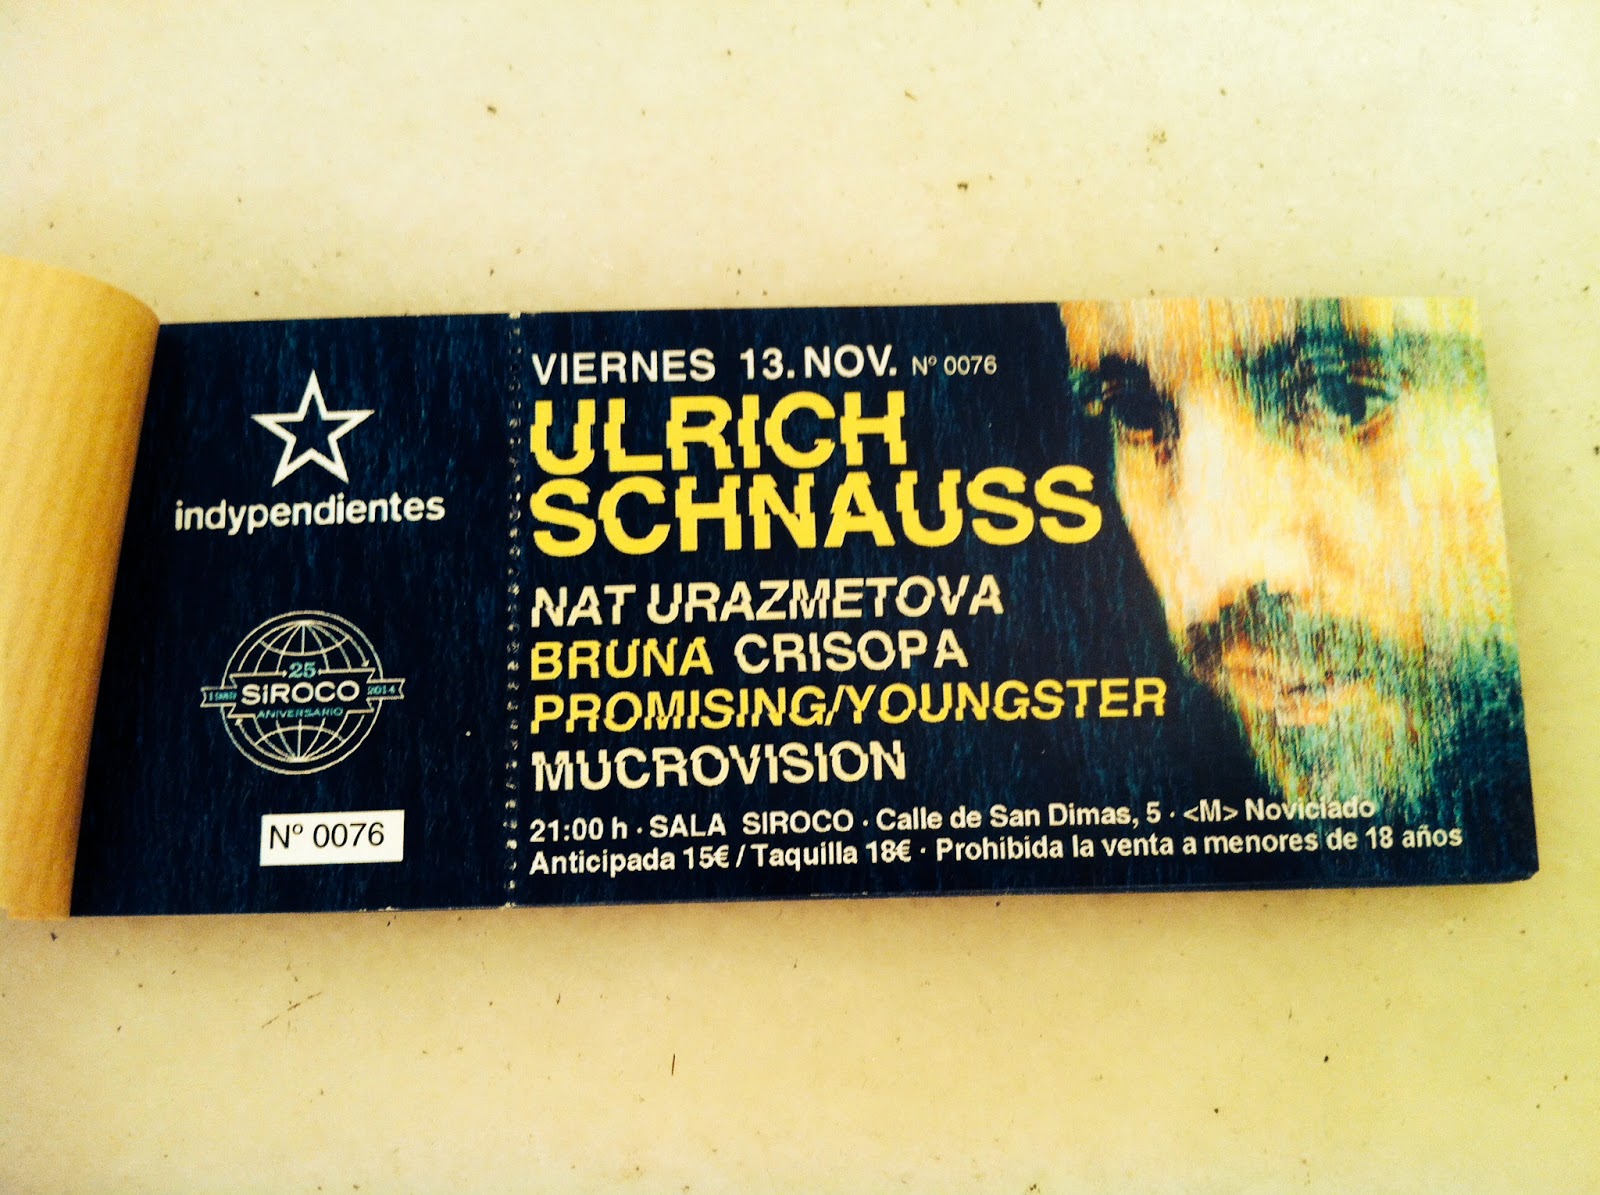 indypendientes
25
1989 SiROCO 2014
ANIVERSARIO
Nº 0076
VIERNES 13. NOV. Nº 0076
ULRICH
SCHNAUSS
NAT URAZMETOVA
BRUNA CRISOPA
PROMISING/YOUNGSTER
MUCROVISION
21:00 h · SALA SIROCO · Calle de San Dimas, 5 · <M> Noviciado
Anticipada 15€ / Taquilla 18€ · Prohibida la venta a menores de 18 años